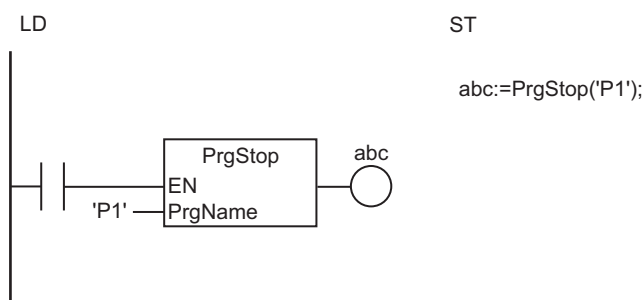 LD
ST
abc:=PrgStop('P1');
PrgStop
abc
EN
'P1'
PrgName